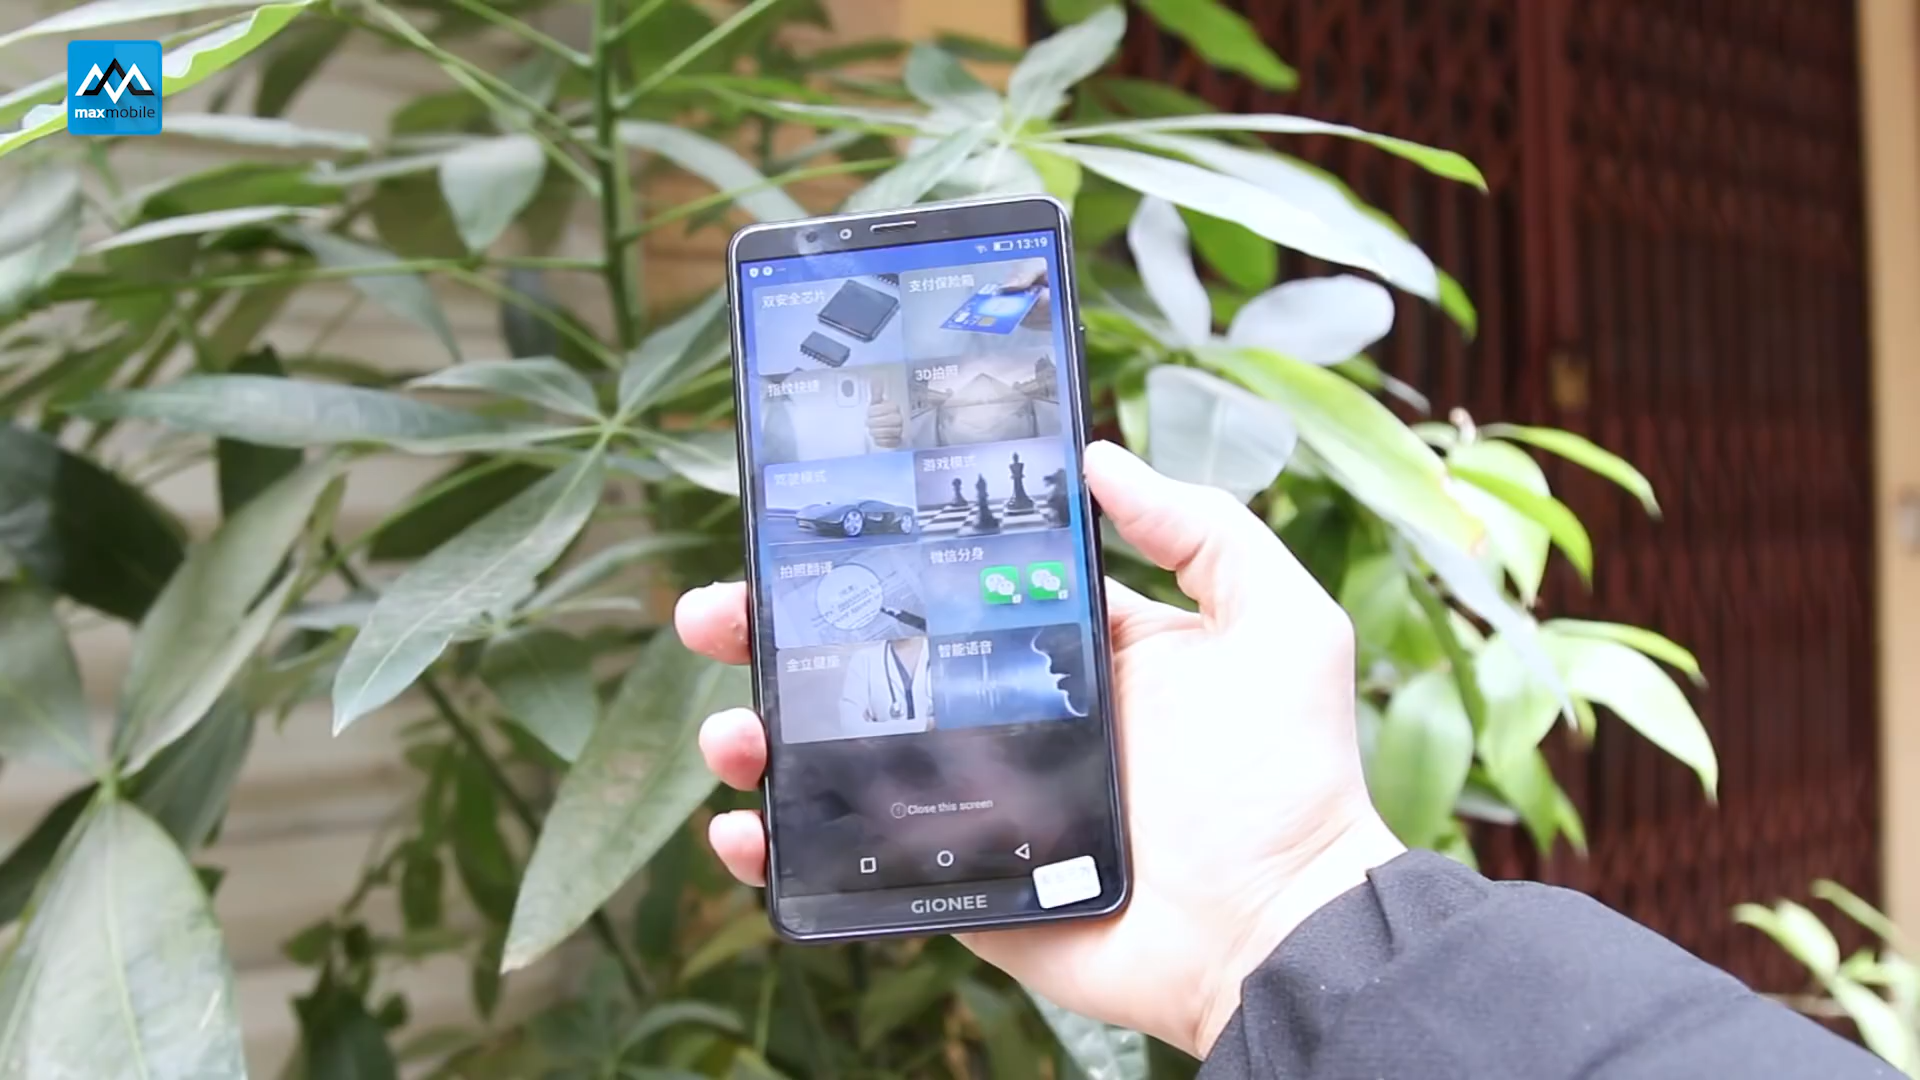 maxmobile
13:19
双安全芯片
支付保险箱
指纹快捷
3D拍照
驾驶模式
游戏模式
拍照翻译
微信分身
金立健康
智能语音
Close this screen
GIONEE